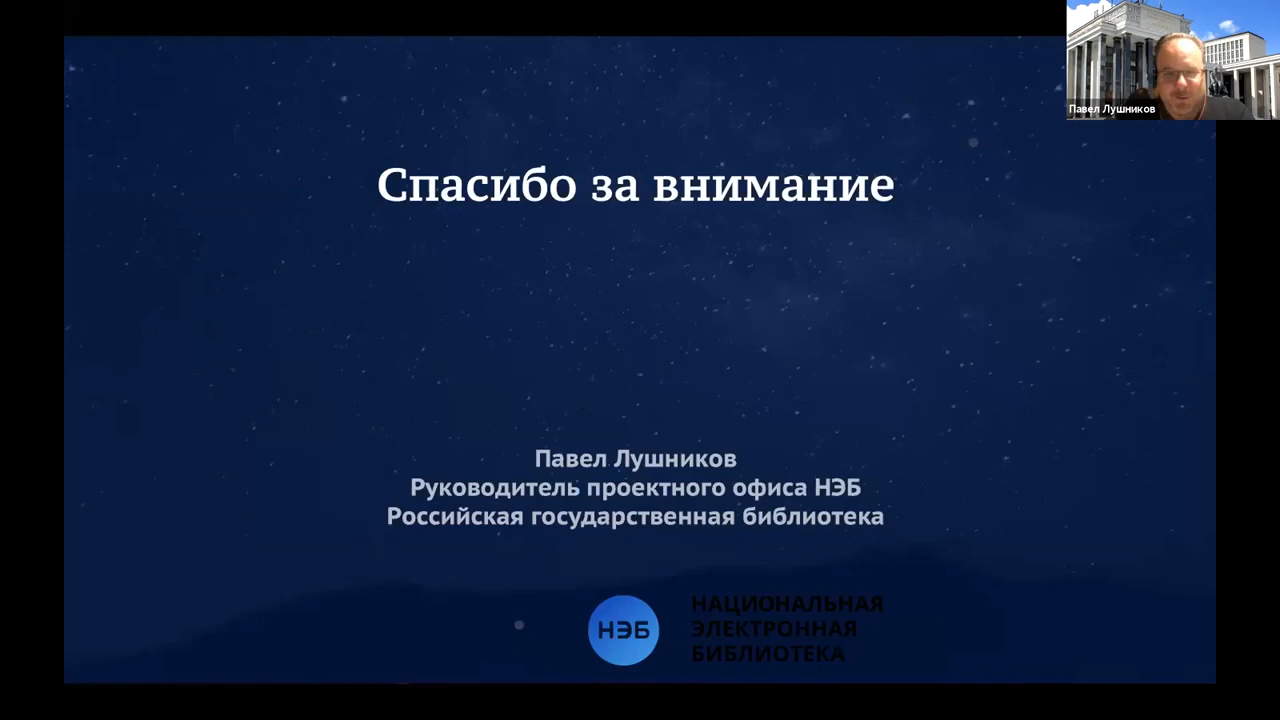 Павел Лушников
Спасибо за внимание
Павел Лушников
Руководитель проектного офиса НЭБ
Российская государственная библиотека
НЭБ
НАЦИОНАЛЬНАЯ
ЭЛЕКТРОННАЯ
БИБЛИОТЕКА